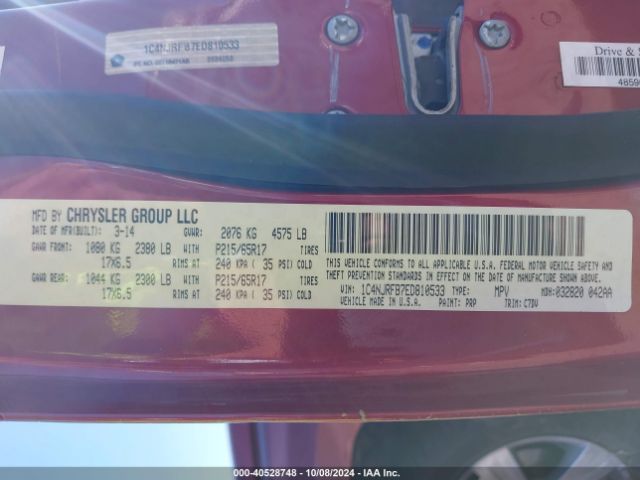 1C4NJRFB7ED810533
Drive & S
4859
MFD BY CHRYSLER GROUP LLC
DATE OF MFR(BUILT): 3-14 GVWR: 2076 KG 4575 LB
GAWR FRONT: 1080 KG 2380 LB WITH P215/65R17 TIRES
17X6.5 RIMS AT 240 KPA ( 35 PSI) COLD
GAWR REAR: 1044 KG 2300 LB WITH P215/65R17 TIRES
17X6.5 RIMS AT 240 KPA ( 35 PSI) COLD
THIS VEHICLE CONFORMS TO ALL APPLICABLE U.S.A. FEDERAL MOTOR VEHICLE SAFETY, BUMPER AND
THEFT PREVENTION STANDARDS IN EFFECT ON THE DATE OF MANUFACTURE SHOWN ABOVE.
VIN: 1C4NJRFB7ED810533 TYPE: MPV MDH:032820 042AA
VEHICLE MADE IN U.S.A. PAINT: PRP TRIM: C7DV
000-40528748 - 10/08/2024 - IAA Inc.